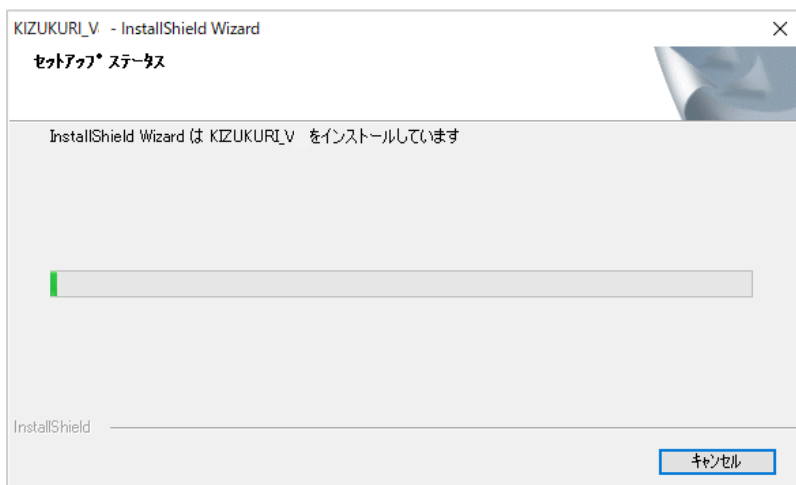 KIZUKURI_V - InstallShield Wizard
セットアップ ステータス
InstallShield Wizard は KIZUKURI_V をインストールしています
InstallShield
キャンセル